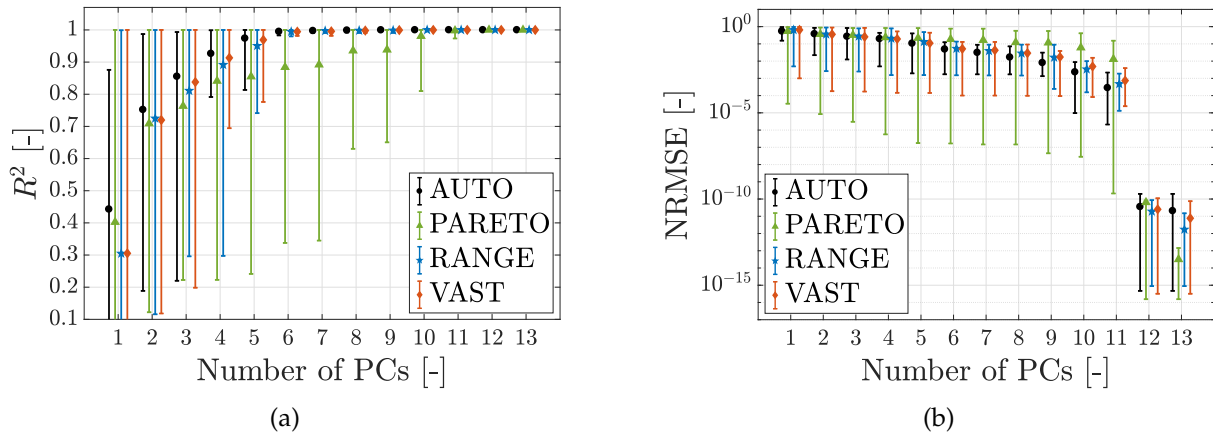 1
0.9
0.8
0.7
0.6
0.5
0.4
0.3
0.2
0.1
R² [-]
AUTO
PARETO
RANGE
VAST
1 2 3 4 5 6 7 8 9 10 11 12 13
Number of PCs [-]
(a)
10⁰
10⁻⁵
10⁻¹⁰
10⁻¹⁵
NRMSE [-]
AUTO
PARETO
RANGE
VAST
1 2 3 4 5 6 7 8 9 10 11 12 13
Number of PCs [-]
(b)